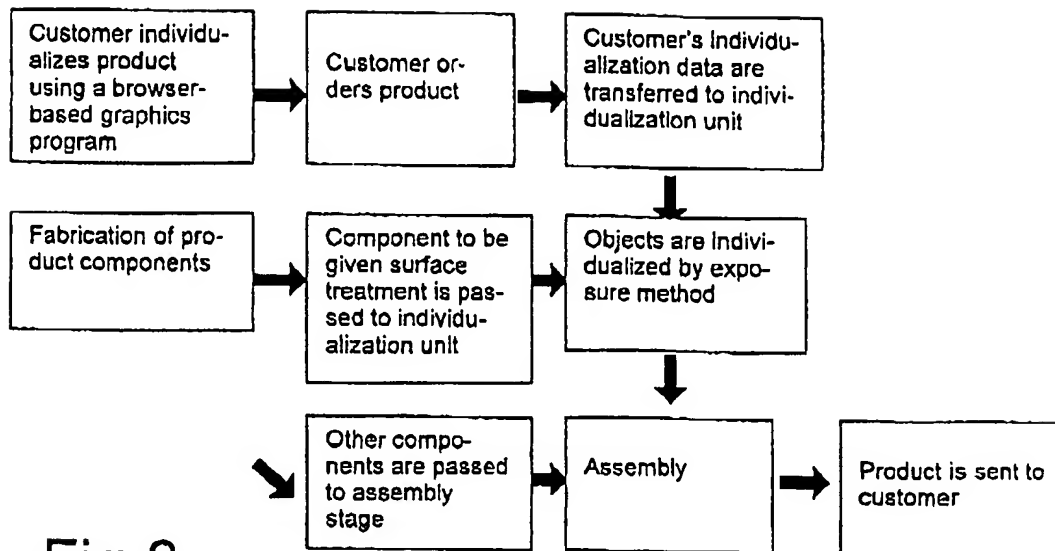 Customer individu-
alizes product
using a browser-
based graphics
program
Customer or-
ders product
Customer's individu-
alization data are
transferred to indivi-
dualization unit
Fabrication of pro-
duct components
Component to be
given surface
treatment is pas-
sed to individu-
alization unit
Objects are indivi-
dualized by expo-
sure method
Other compo-
nents are passed
to assembly
stage
Assembly
Product is sent to
customer